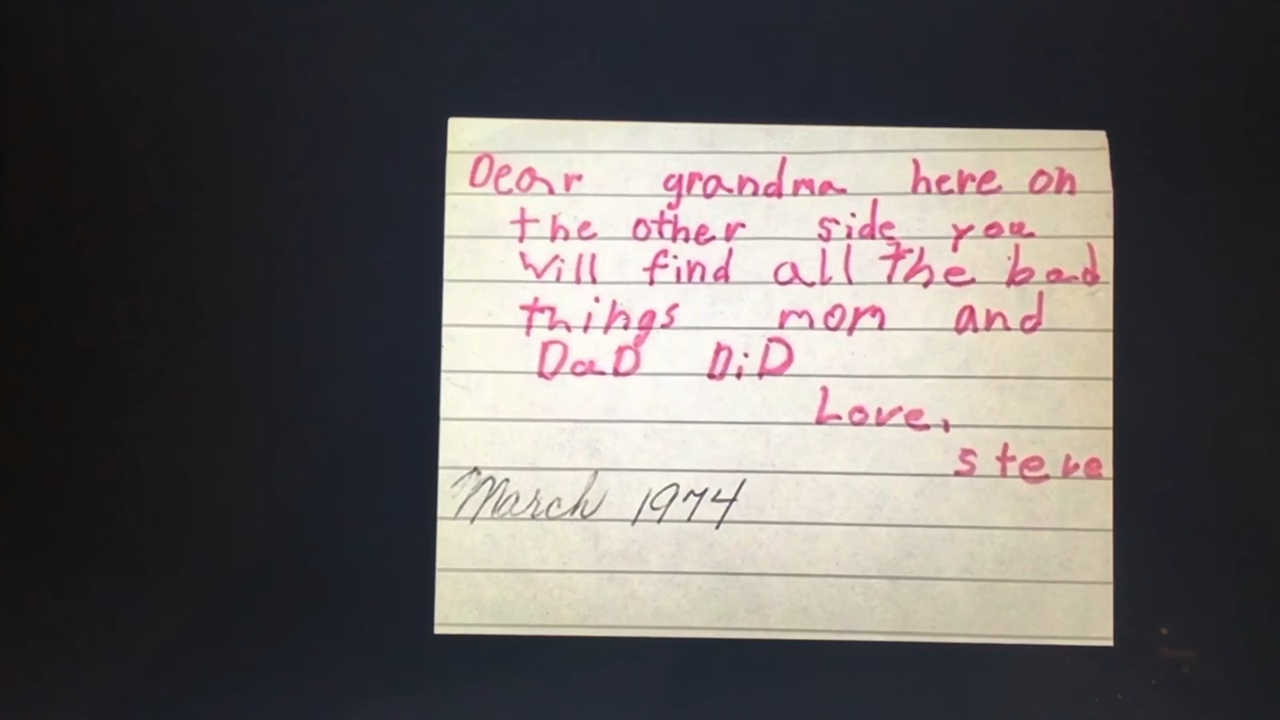 Dear grandma here on
the other side you
will find all the bad
things mom and
DaD DiD
Love,
steve
March 1974